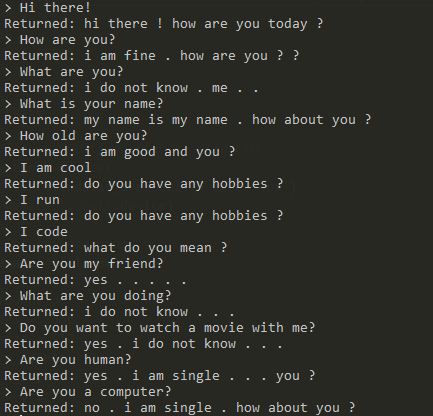 > Hi there!
Returned: hi there ! how are you today ?
> How are you?
Returned: i am fine . how are you ? ?
> What are you?
Returned: i do not know . me . .
> What is your name?
Returned: my name is my name . how about you ?
> How old are you?
Returned: i am good and you ?
> I am cool
Returned: do you have any hobbies ?
> I run
Returned: do you have any hobbies ?
> I code
Returned: what do you mean ?
> Are you my friend?
Returned: yes . . . . .
> What are you doing?
Returned: i do not know . . .
> Do you want to watch a movie with me?
Returned: yes . i do not know . . .
> Are you human?
Returned: yes . i am single . . . you ?
> Are you a computer?
Returned: no . i am single . how about you ?